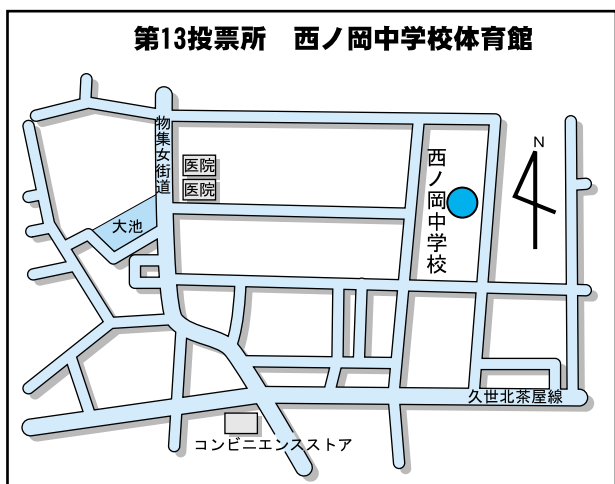 第13投票所　西ノ岡中学校体育館
N
物集女街道
医院
医院
西ノ岡中学校
大池
久世北茶屋線
コンビニエンスストア